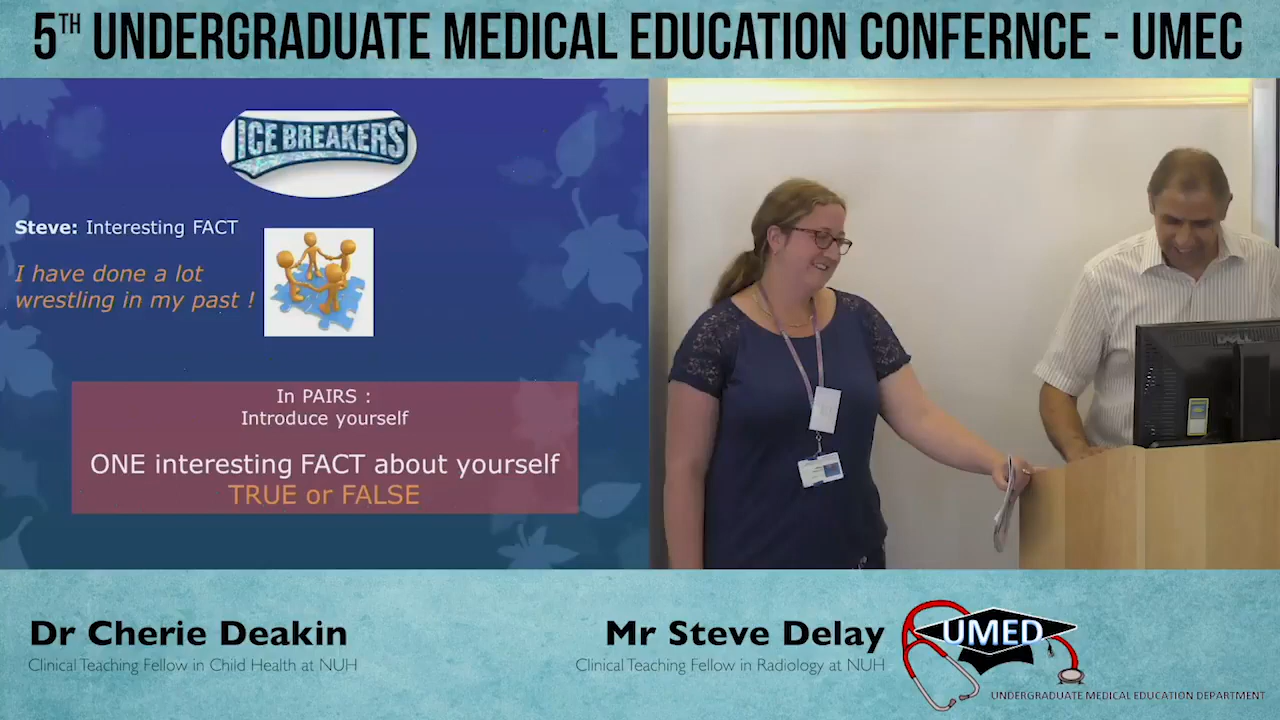 5TH UNDERGRADUATE MEDICAL EDUCATION CONFERNCE - UMEC
ICE BREAKERS
Steve: Interesting FACT
I have done a lot
wrestling in my past !
In PAIRS :
Introduce yourself
ONE interesting FACT about yourself
TRUE or FALSE
DELL
Dr Cherie Deakin
Clinical Teaching Fellow in Child Health at NUH
Mr Steve Delay
Clinical Teaching Fellow in Radiology at NUH
UMED
UNDERGRADUATE MEDICAL EDUCATION DEPARTMENT